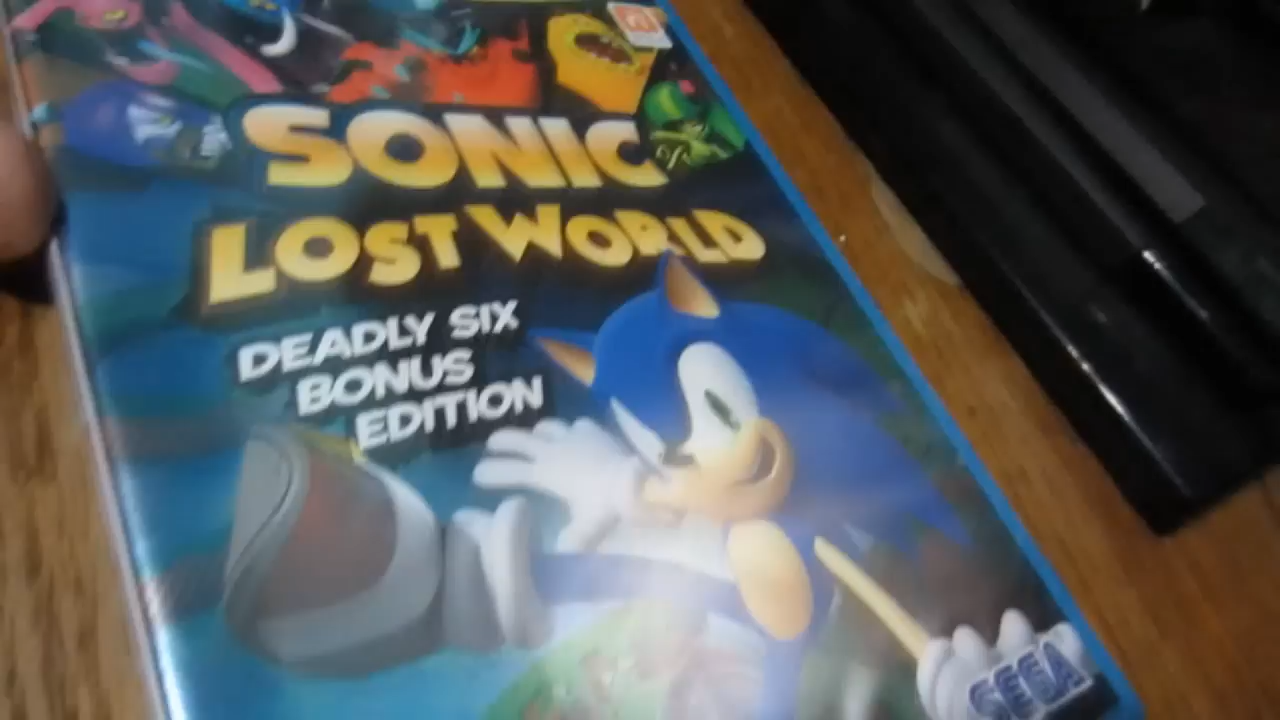 SONIC
LOST WORLD
DEADLY SIX
BONUS
EDITION
SEGA